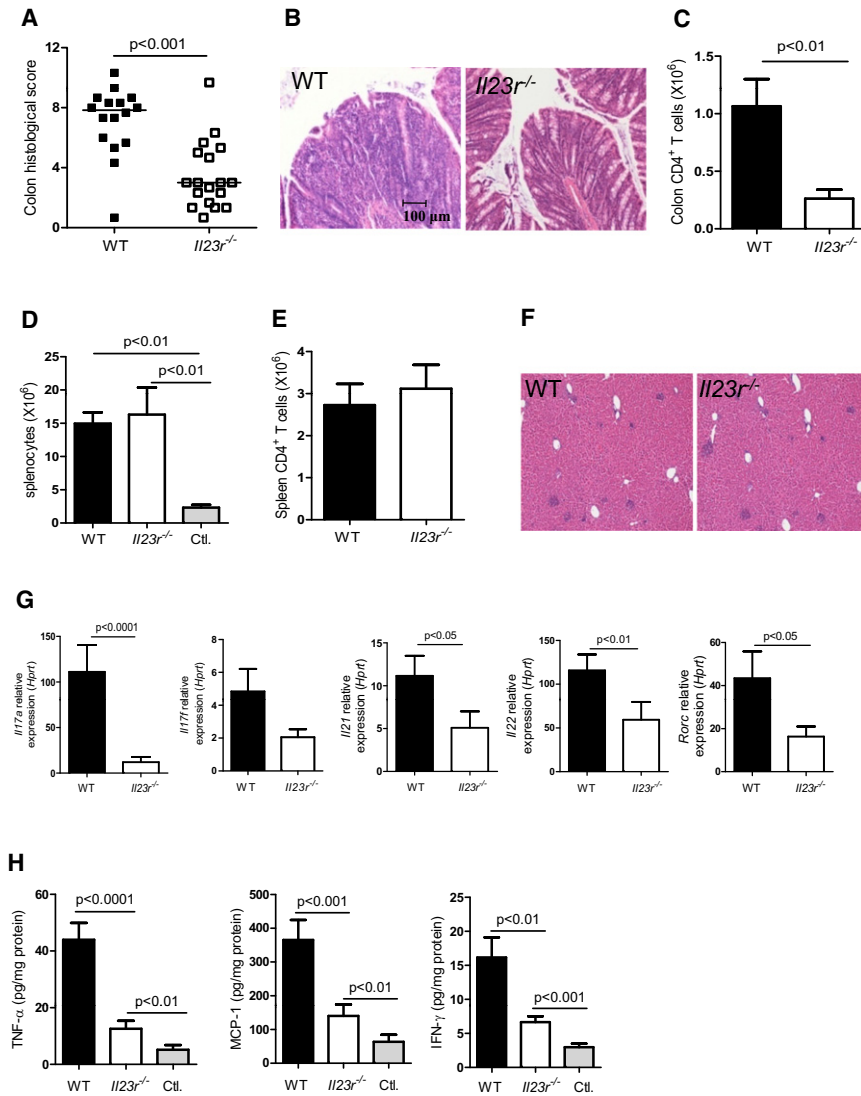 A
p<0.001
Colon histological score
12
8
4
0
WT
Il23r-/-
B
WT
Il23r-/-
100 µm
C
p<0.01
Colon CD4+ T cells (X10⁶)
1.5
1.0
0.5
0.0
WT
Il23r-/-
D
p<0.01
p<0.01
splenocytes (X10⁶)
25
20
15
10
5
0
WT
Il23r-/-
Ctl.
E
Spleen CD4+ T cells (X10⁶)
4
3
2
1
0
WT
Il23r-/-
F
WT
Il23r-/-
G
p<0.0001
Il17a relative
expression (Hprt)
150
100
50
0
WT
Il23r-/-
Il17f relative
expression (Hprt)
8
6
4
2
0
WT
Il23r-/-
p<0.05
Il21 relative
expression (Hprt)
15
10
5
0
WT
Il23r-/-
p<0.01
Il22 relative
expression (Hprt)
150
100
50
0
WT
Il23r-/-
p<0.05
Rorc relative
expression (Hprt)
60
40
20
0
WT
Il23r-/-
H
p<0.0001
p<0.01
TNF-α (pg/mg protein)
60
40
20
0
WT
Il23r-/-
Ctl.
p<0.001
p<0.01
MCP-1 (pg/mg protein)
500
400
300
200
100
0
WT
Il23r-/-
Ctl.
p<0.01
p<0.001
IFN-γ (pg/mg protein)
25
20
15
10
5
0
WT
Il23r-/-
Ctl.